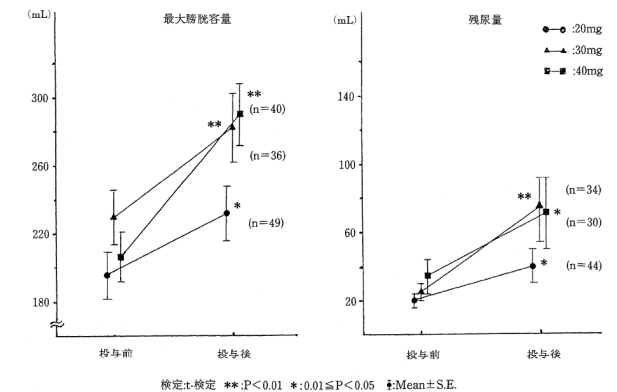 (mL) 最大膀胱容量
300
260
220
180
** **
(n=40)
(n=36)
*
(n=49)
投与前 投与後
(mL) 残尿量
:20mg
:30mg
:40mg
140
100
60
20
** (n=34)
* (n=30)
* (n=44)
投与前 投与後
検定:t-検定 **:P<0.01 *:0.01≦P<0.05 :Mean±S.E.